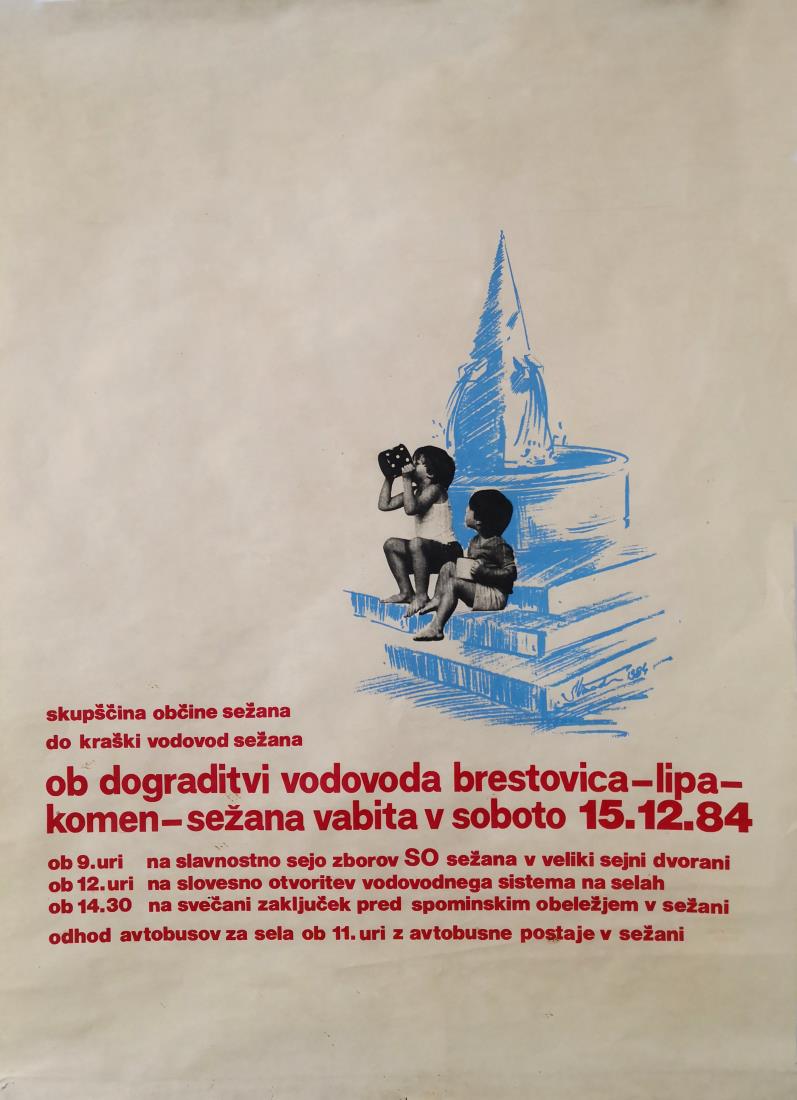 1984
skupščina občine sežana
do kraški vodovod sežana
ob dograditvi vodovoda brestovica–lipa–
komen–sežana vabita v soboto 15.12.84
ob 9.uri na slavnostno sejo zborov SO sežana v veliki sejni dvorani
ob 12.uri na slovesno otvoritev vodovodnega sistema na selah
ob 14.30 na svečani zaključek pred spominskim obeležjem v sežani
odhod avtobusov za sela ob 11.uri z avtobusne postaje v sežani